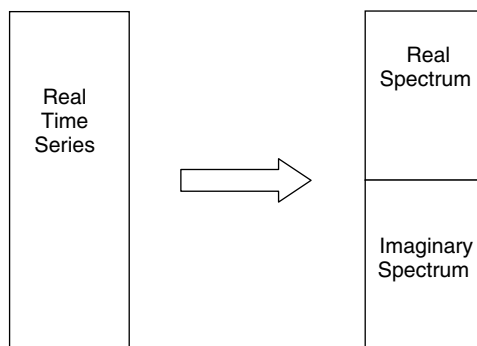 Real
Time
Series
Real
Spectrum
Imaginary
Spectrum